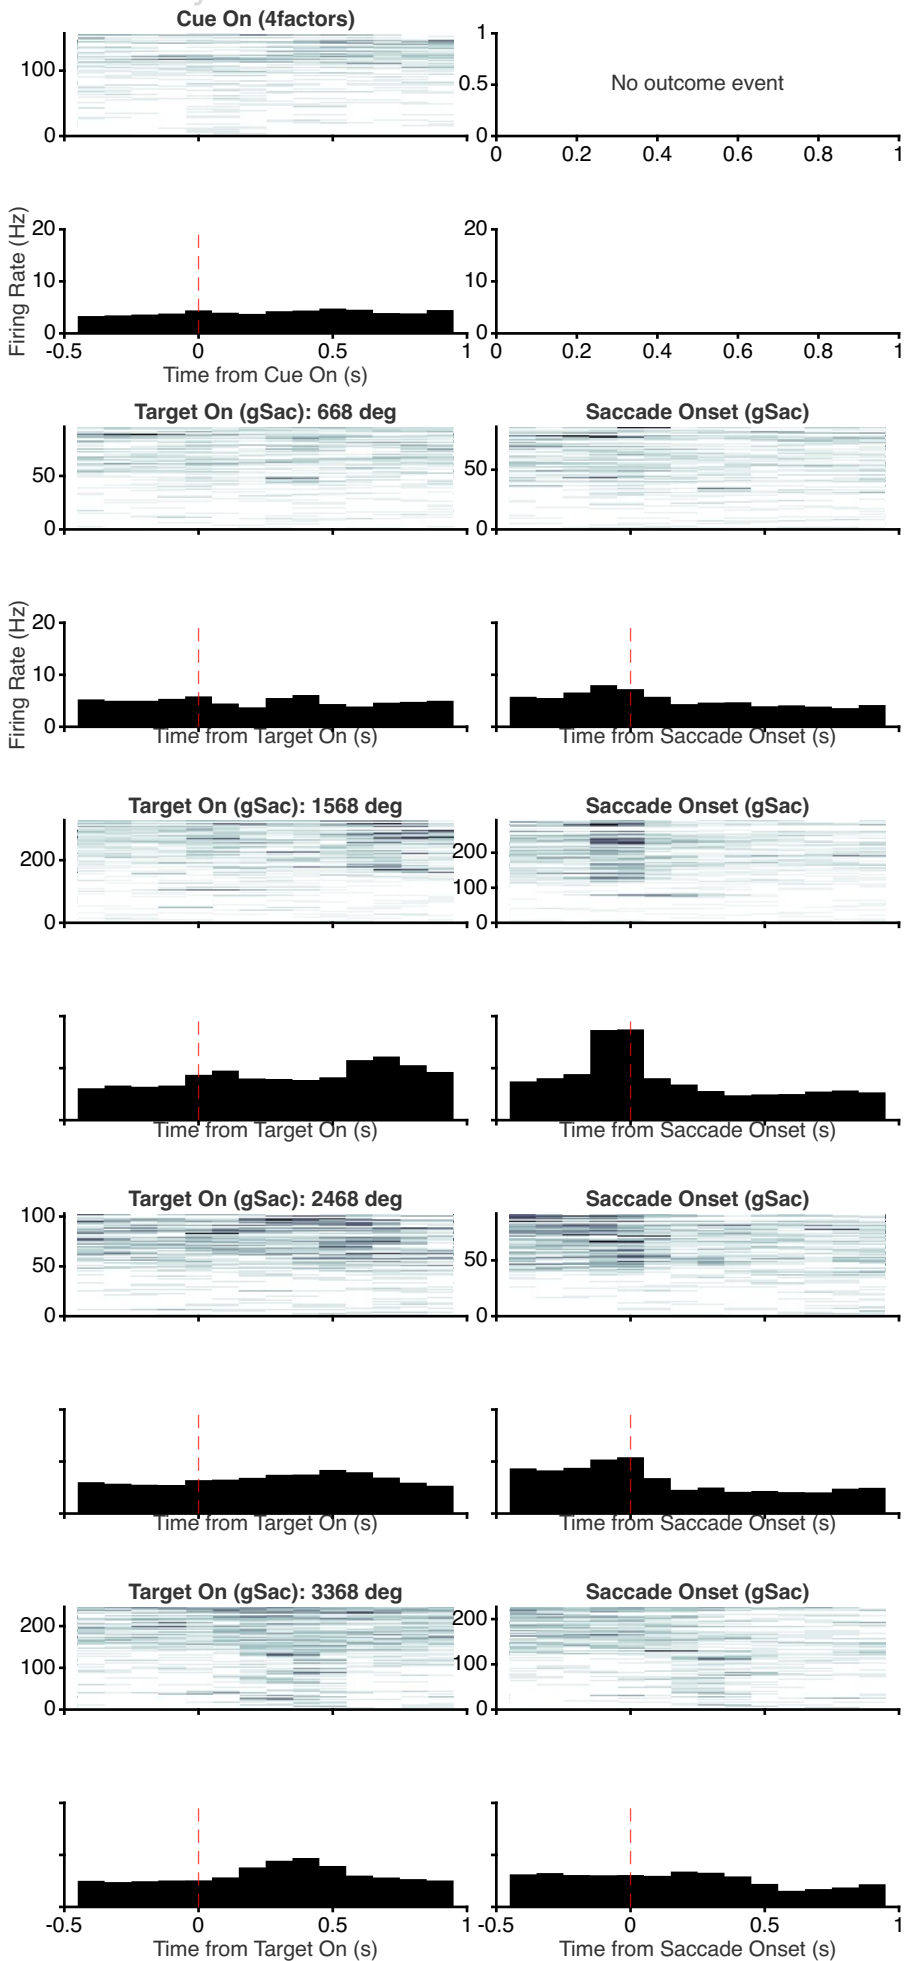 Cue On (4factors)
100
0
1
0.5
0
No outcome event
0 0.2 0.4 0.6 0.8 1
Firing Rate (Hz)
20
10
0
-0.5 0 0.5 1
Time from Cue On (s)
20
10
0
0 0.2 0.4 0.6 0.8 1
Target On (gSac): 668 deg
50
0
Saccade Onset (gSac)
50
0
Firing Rate (Hz)
20
10
0
Time from Target On (s)
Time from Saccade Onset (s)
Target On (gSac): 1568 deg
200
0
Saccade Onset (gSac)
200
100
0
Time from Target On (s)
Time from Saccade Onset (s)
Target On (gSac): 2468 deg
100
50
0
Saccade Onset (gSac)
50
0
Time from Target On (s)
Time from Saccade Onset (s)
Target On (gSac): 3368 deg
200
100
0
Saccade Onset (gSac)
200
100
0
-0.5 0 0.5 1
Time from Target On (s)
-0.5 0 0.5 1
Time from Saccade Onset (s)